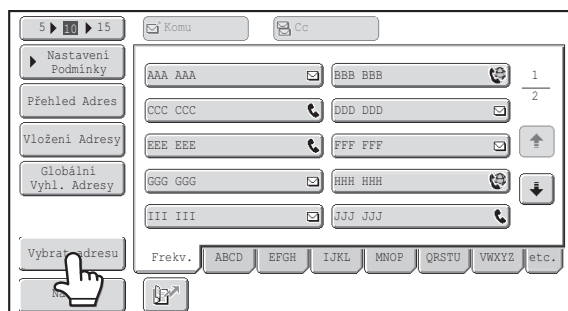 5 10 15
Komu
Cc
Nastavení
Podmínky
Přehled Adres
Vložení Adresy
Globální
Vyhl. Adresy
Vybrat adresu
AAA AAA
BBB BBB
CCC CCC
DDD DDD
EEE EEE
FFF FFF
GGG GGG
HHH HHH
III III
JJJ JJJ
1
2
Frekv.
ABCD
EFGH
IJKL
MNOP
QRSTU
VWXYZ
etc.